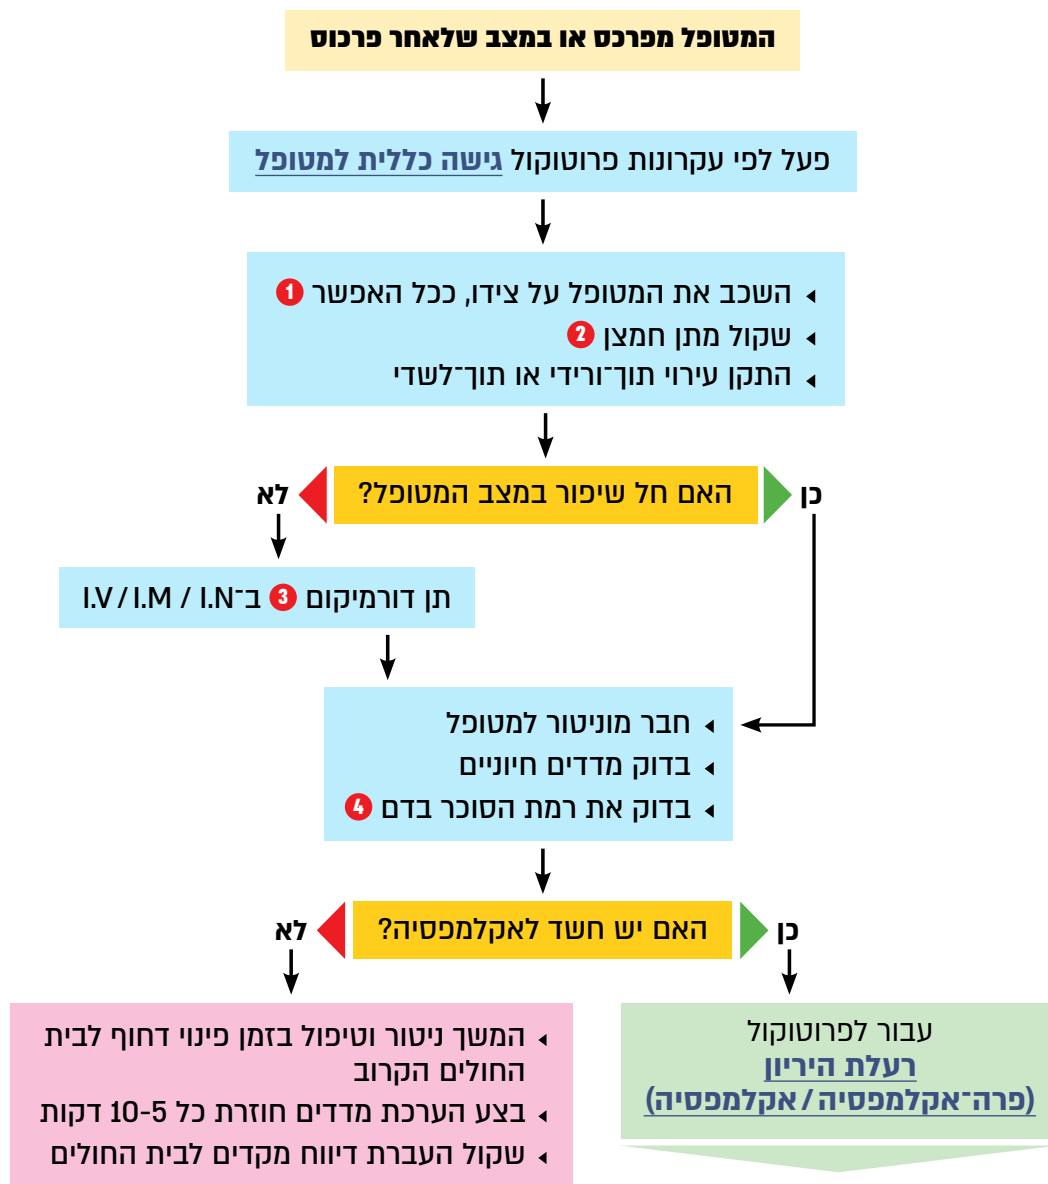 המטופל מפרכס או במצב שלאחר פרכוס
פעל לפי עקרונות פרוטוקול גישה כללית למטופל
השכב את המטופל על צידו, ככל האפשר 1
שקול מתן חמצן 2
התקן עירוי תוך־ורידי או תוך־לשדי
האם חל שיפור במצב המטופל?
כן
לא
תן דורמיקום 3 ב־I.V / I.M / I.N
חבר מוניטור למטופל
בדוק מדדים חיוניים
בדוק את רמת הסוכר בדם 4
האם יש חשד לאקלמפסיה?
כן
לא
עבור לפרוטוקול
רעלת היריון
(פרה־אקלמפסיה / אקלמפסיה)
המשך ניטור וטיפול בזמן פינוי דחוף לבית
החולים הקרוב
בצע הערכת מדדים חוזרת כל 10-5 דקות
שקול העברת דיווח מקדים לבית החולים